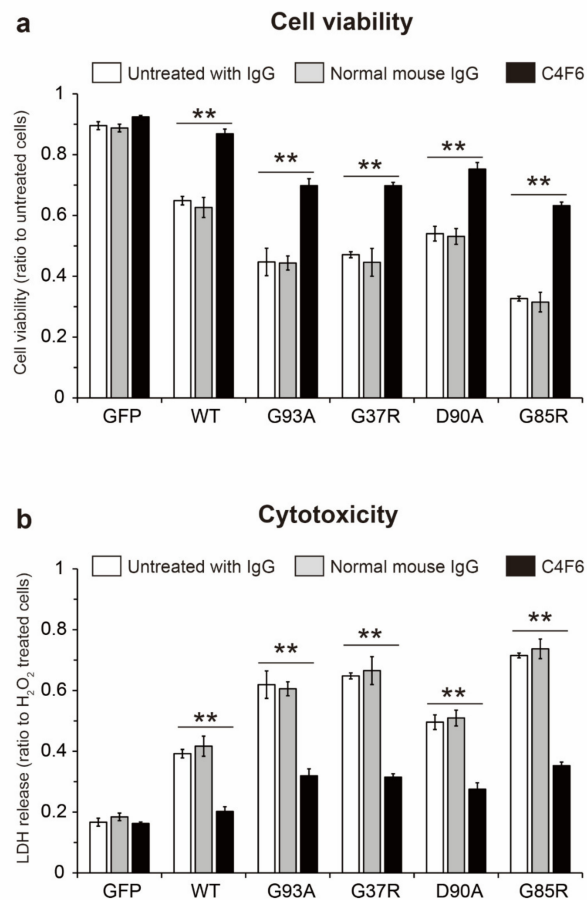 a
Cell viability
Untreated with IgG Normal mouse IgG C4F6
Cell viability (ratio to untreated cells)
1
0.8
0.6
0.4
0.2
0
** ** ** ** **
GFP WT G93A G37R D90A G85R
b
Cytotoxicity
Untreated with IgG Normal mouse IgG C4F6
LDH release (ratio to H₂O₂ treated cells)
1
0.8
0.6
0.4
0.2
0
** ** ** ** **
GFP WT G93A G37R D90A G85R